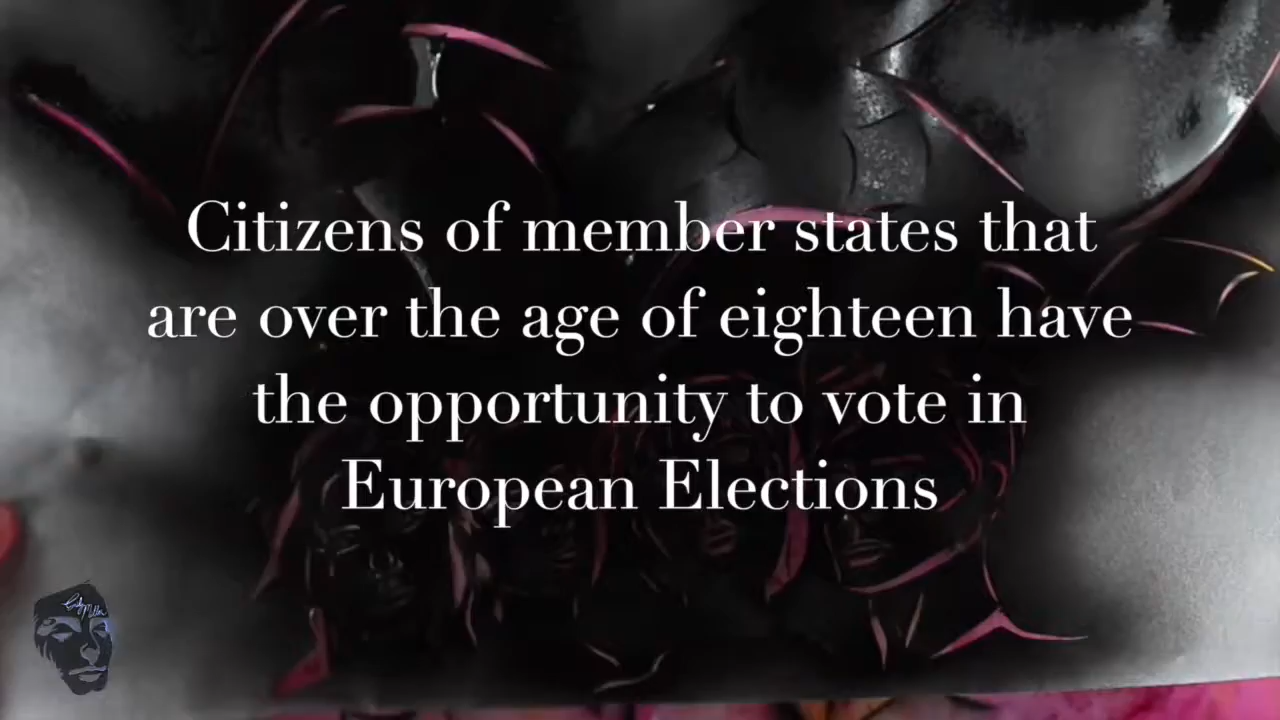 Citizens of member states that
are over the age of eighteen have
the opportunity to vote in
European Elections